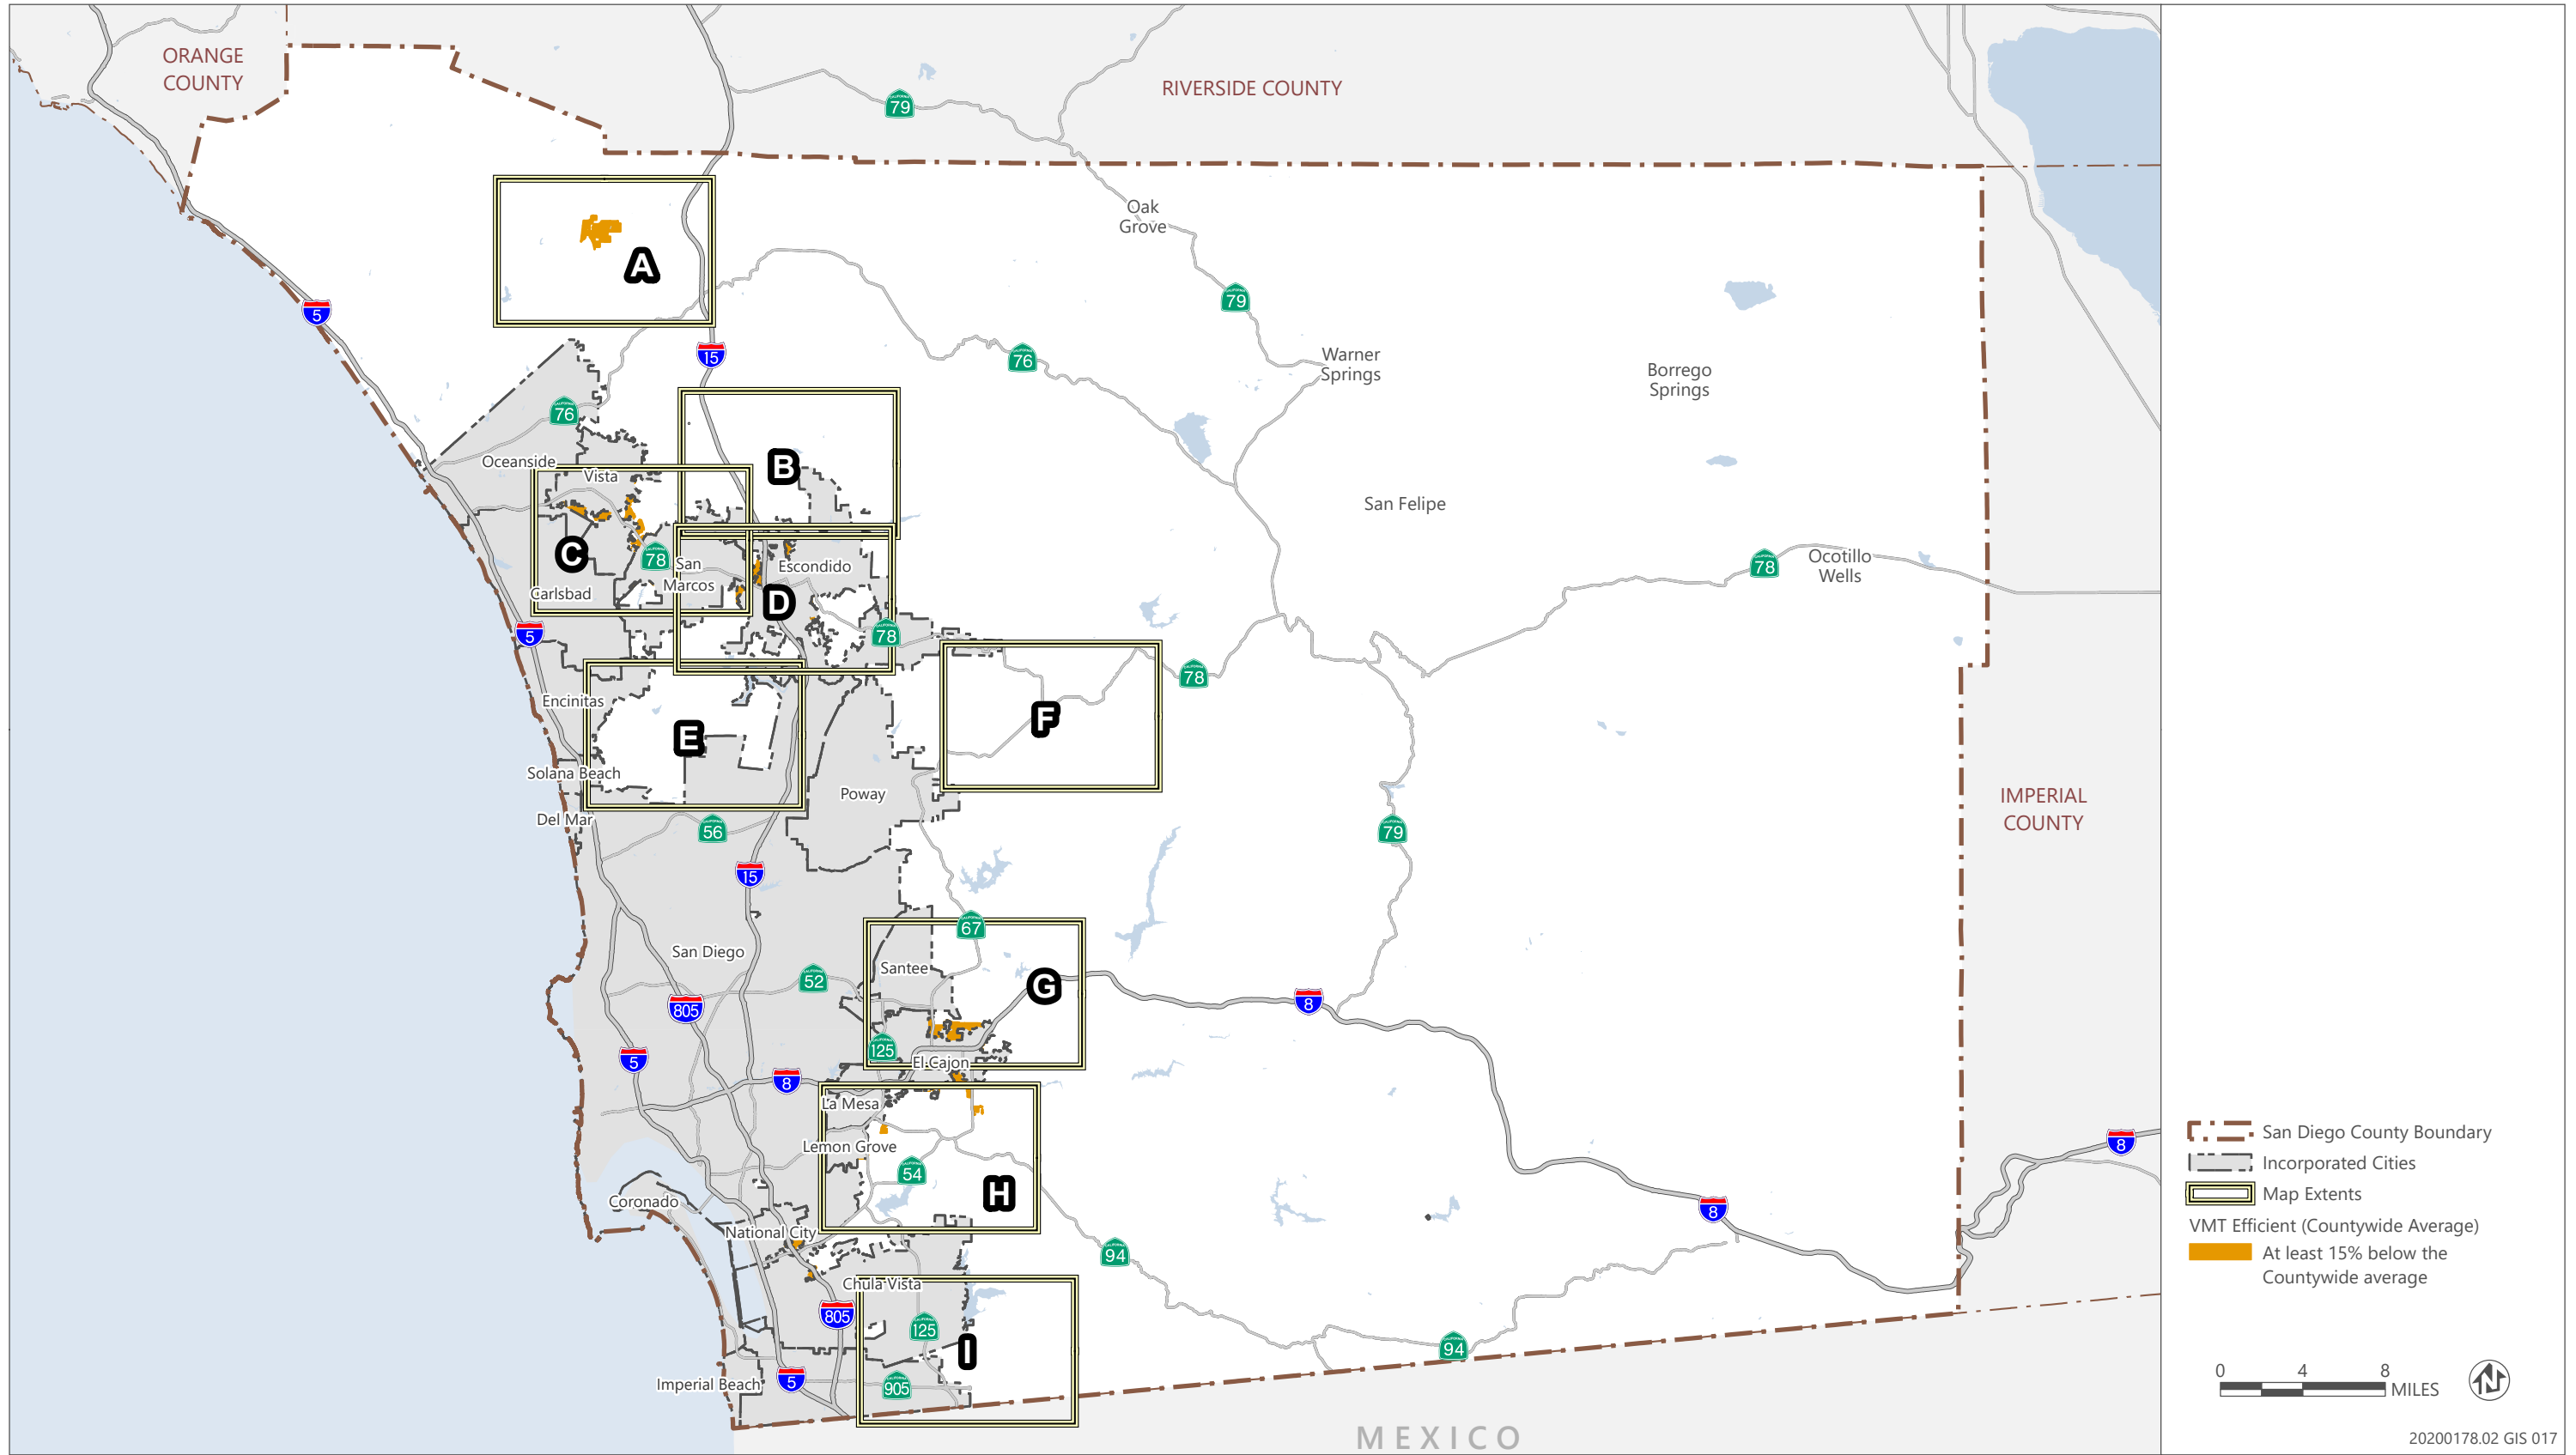 ORANGE
COUNTY
RIVERSIDE COUNTY
79
Oak
Grove
A
5
79
15
76
Warner
Springs
Borrego
Springs
76
Oceanside
Vista
B
San Felipe
C
78
San
Marcos
Escondido
78
Ocotillo
Wells
Carlsbad
D
5
78
78
Encinitas
F
E
Solana Beach
Poway
IMPERIAL
COUNTY
Del Mar
56
79
15
67
San Diego
Santee
52
G
805
8
125
5
El Cajon
8
La Mesa
Lemon Grove
54
H
Coronado
8
8
National City
94
Chula Vista
805
125
I
94
5
Imperial Beach
905
MEXICO
San Diego County Boundary
Incorporated Cities
Map Extents
VMT Efficient (Countywide Average)
At least 15% below the
Countywide average
0 4 8
MILES
N
20200178.02 GIS 017